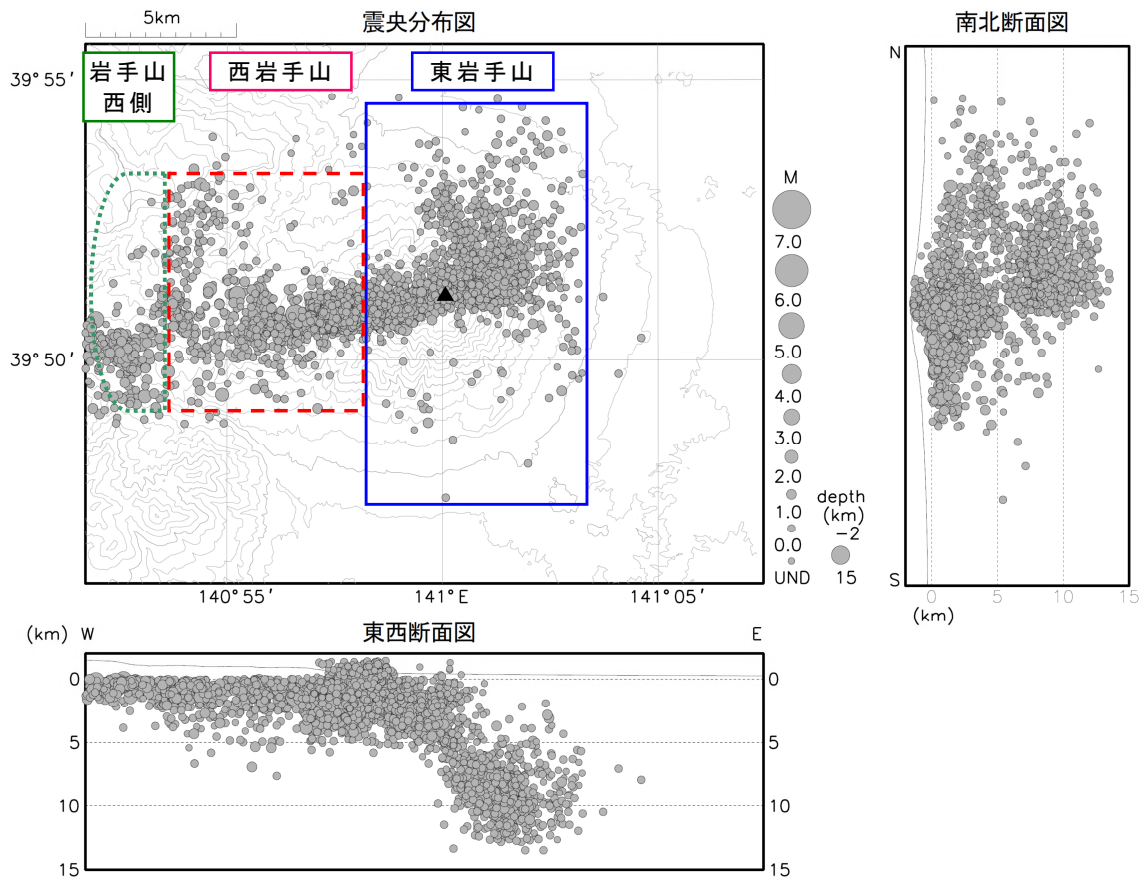 5km
震央分布図
南北断面図
岩手山
西側
西岩手山
東岩手山
39°55′
39°50′
140°55′
141°E
141°05′
M
7.0
6.0
5.0
4.0
3.0
2.0
1.0
0.0
UND
depth
(km)
-2
15
N
S
0
5
10
15
(km)
東西断面図
(km)
W
E
0
0
5
5
10
10
15
15